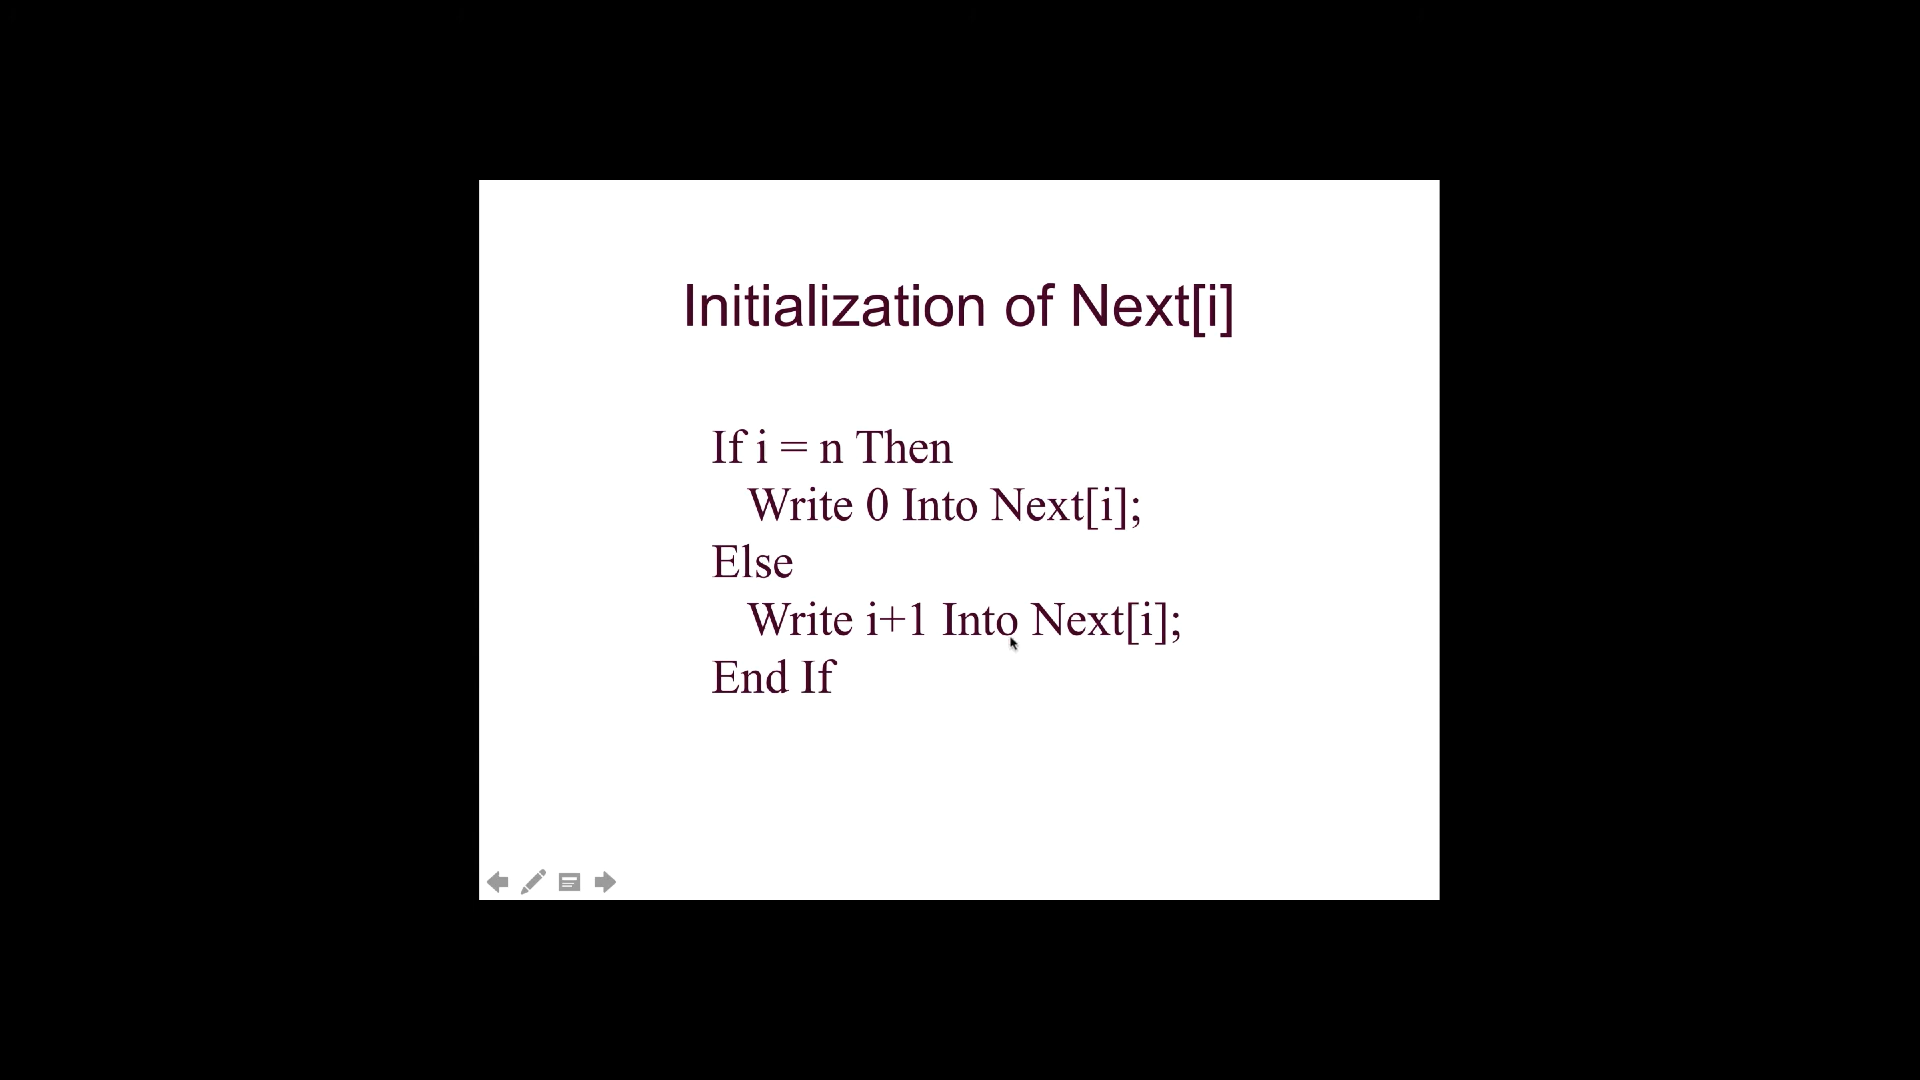 Initialization of Next[i]
If i = n Then
Write 0 Into Next[i];
Else
Write i+1 Into Next[i];
End If